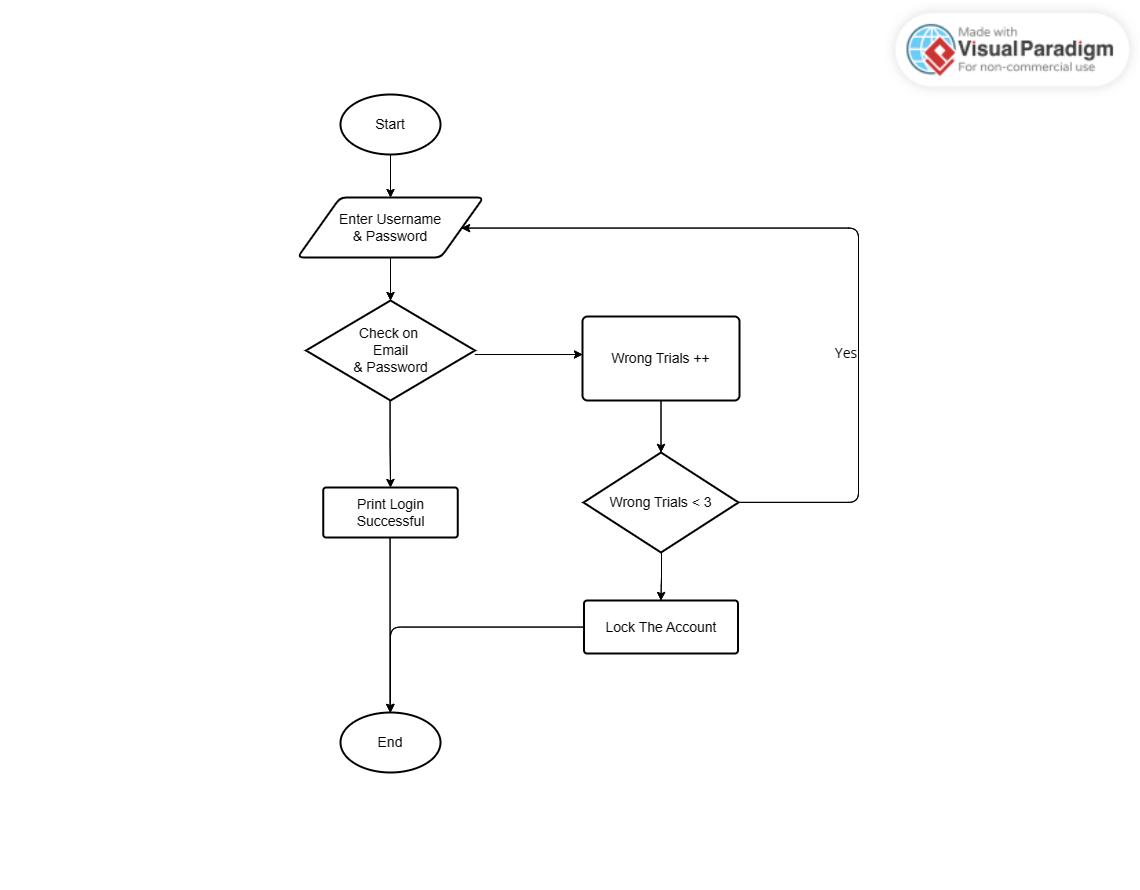 Made with
Visual Paradigm
For non-commercial use
Start
Enter Username
& Password
Check on
Email
& Password
Wrong Trials ++
Yes
Print Login
Successful
Wrong Trials < 3
Lock The Account
End